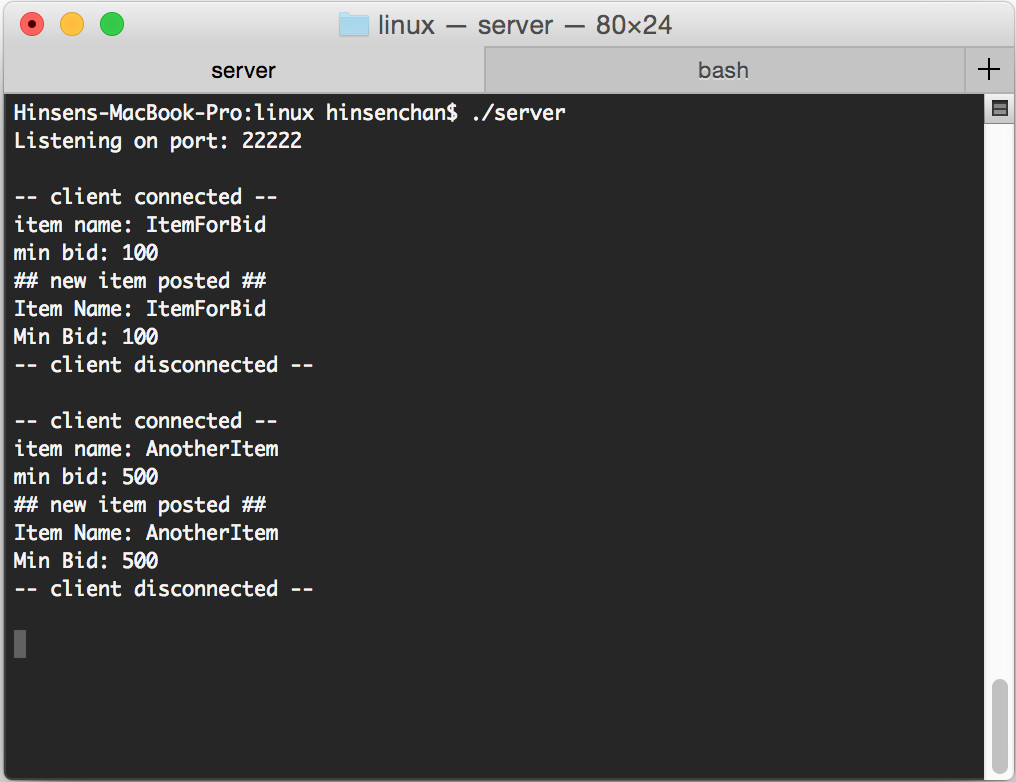 linux — server — 80×24
server
bash
+
Hinsens-MacBook-Pro:linux hinsenchan$ ./server
Listening on port: 22222
-- client connected --
item name: ItemForBid
min bid: 100
## new item posted ##
Item Name: ItemForBid
Min Bid: 100
-- client disconnected --
-- client connected --
item name: AnotherItem
min bid: 500
## new item posted ##
Item Name: AnotherItem
Min Bid: 500
-- client disconnected --